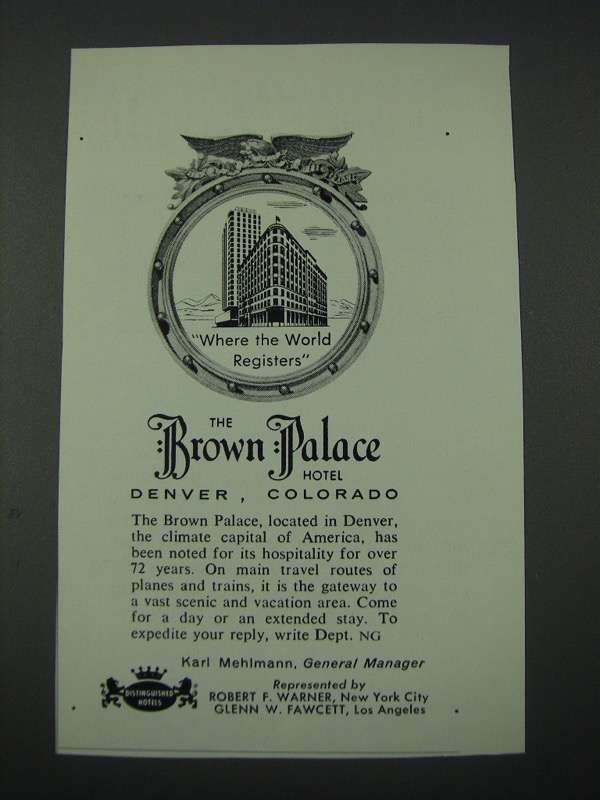 "Where the World
Registers"
THE
Brown Palace
HOTEL
DENVER, COLORADO
The Brown Palace, located in Denver,
the climate capital of America, has
been noted for its hospitality for over
72 years. On main travel routes of
planes and trains, it is the gateway to
a vast scenic and vacation area. Come
for a day or an extended stay. To
expedite your reply, write Dept. NG
Karl Mehlmann, General Manager
DISTINGUISHED
HOTELS
Represented by
ROBERT F. WARNER, New York City
GLENN W. FAWCETT, Los Angeles